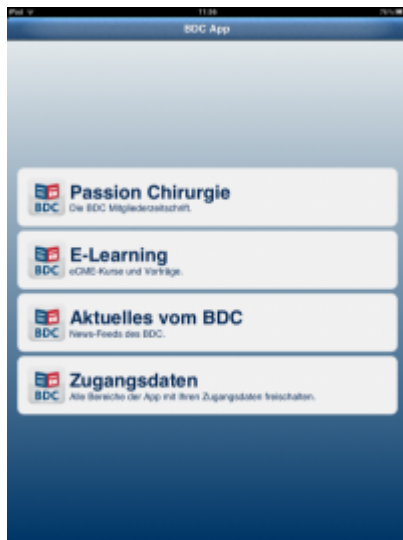 iPad
11:36
76%
BDC App
BDC
Passion Chirurgie
Die BDC Mitgliederzeitschrift.
BDC
E-Learning
eCME-Kurse und Vorträge.
BDC
Aktuelles vom BDC
News-Feeds des BDC.
BDC
Zugangsdaten
Alle Bereiche der App mit Ihren Zugangsdaten freischalten.